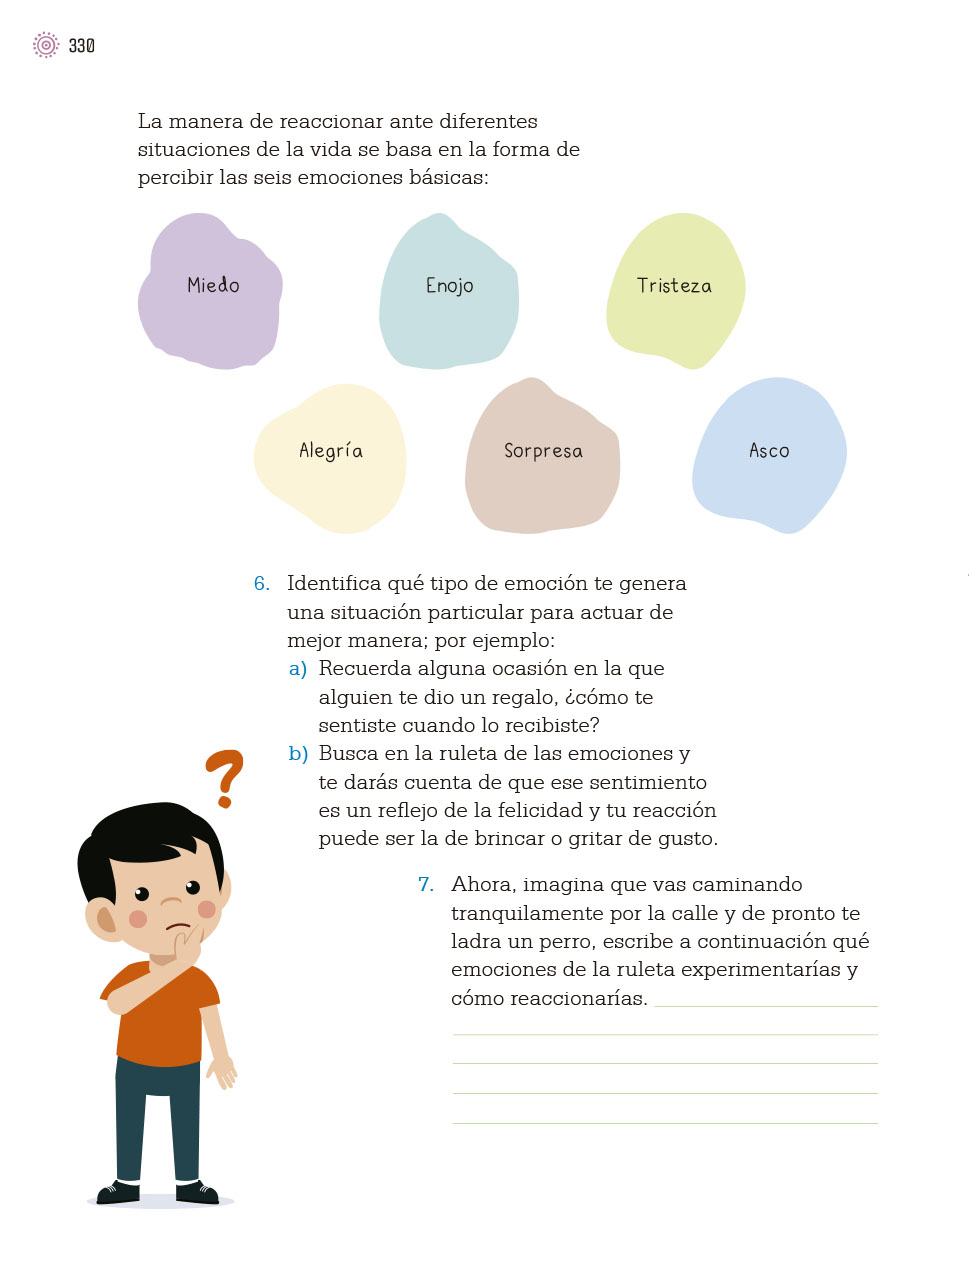 330
La manera de reaccionar ante diferentes
situaciones de la vida se basa en la forma de
percibir las seis emociones básicas:
Miedo
Enojo
Tristeza
Alegría
Sorpresa
Asco
6. Identifica qué tipo de emoción te genera
una situación particular para actuar de
mejor manera; por ejemplo:
a) Recuerda alguna ocasión en la que
alguien te dio un regalo, ¿cómo te
sentiste cuando lo recibiste?
b) Busca en la ruleta de las emociones y
te darás cuenta de que ese sentimiento
es un reflejo de la felicidad y tu reacción
puede ser la de brincar o gritar de gusto.
?
7. Ahora, imagina que vas caminando
tranquilamente por la calle y de pronto te
ladra un perro, escribe a continuación qué
emociones de la ruleta experimentarías y
cómo reaccionarías.